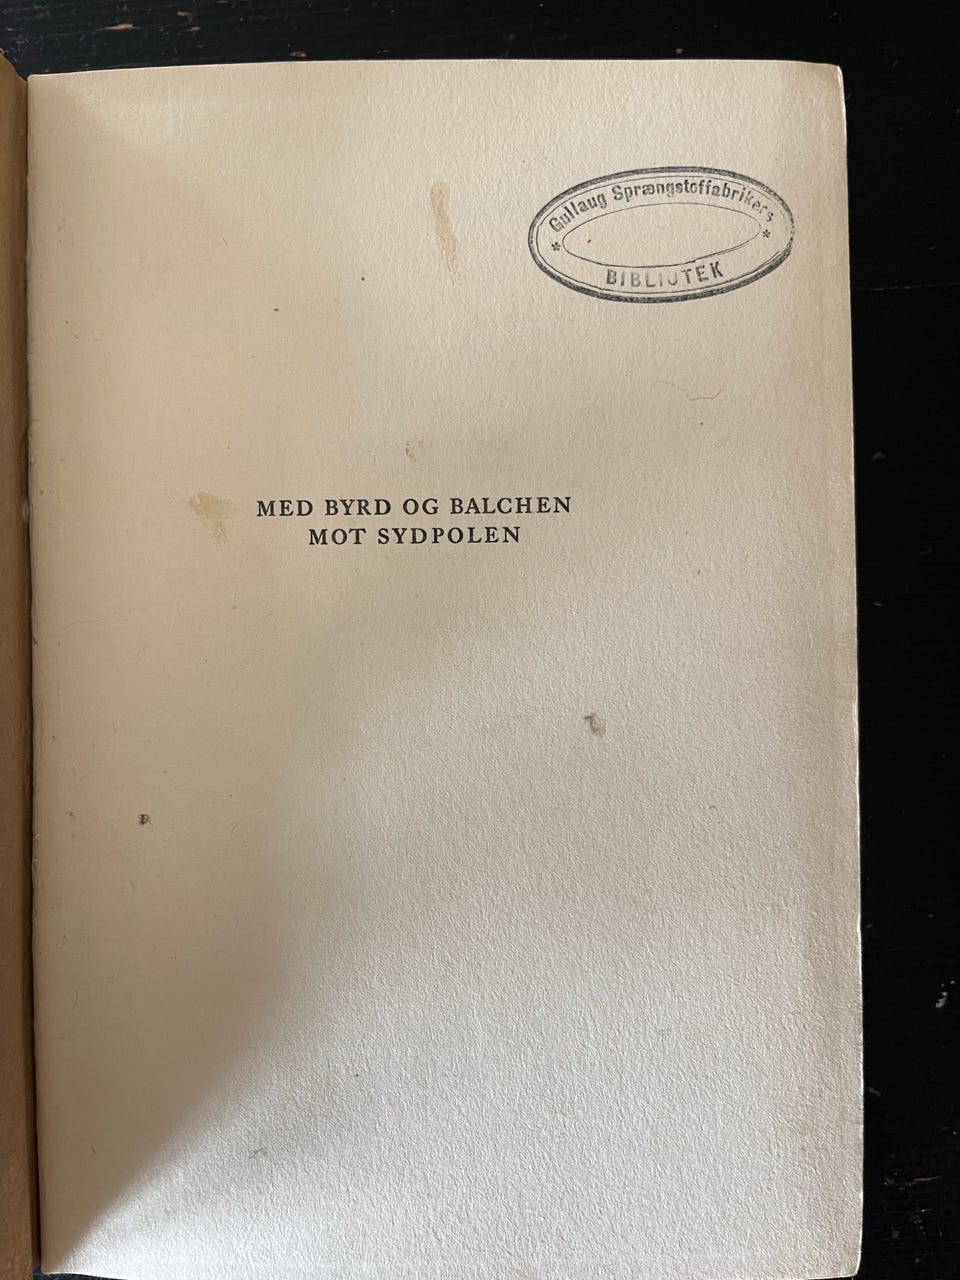 Gullaug Sprængstoffabrikers
* *
BIBLIOTEK
MED BYRD OG BALCHEN
MOT SYDPOLEN